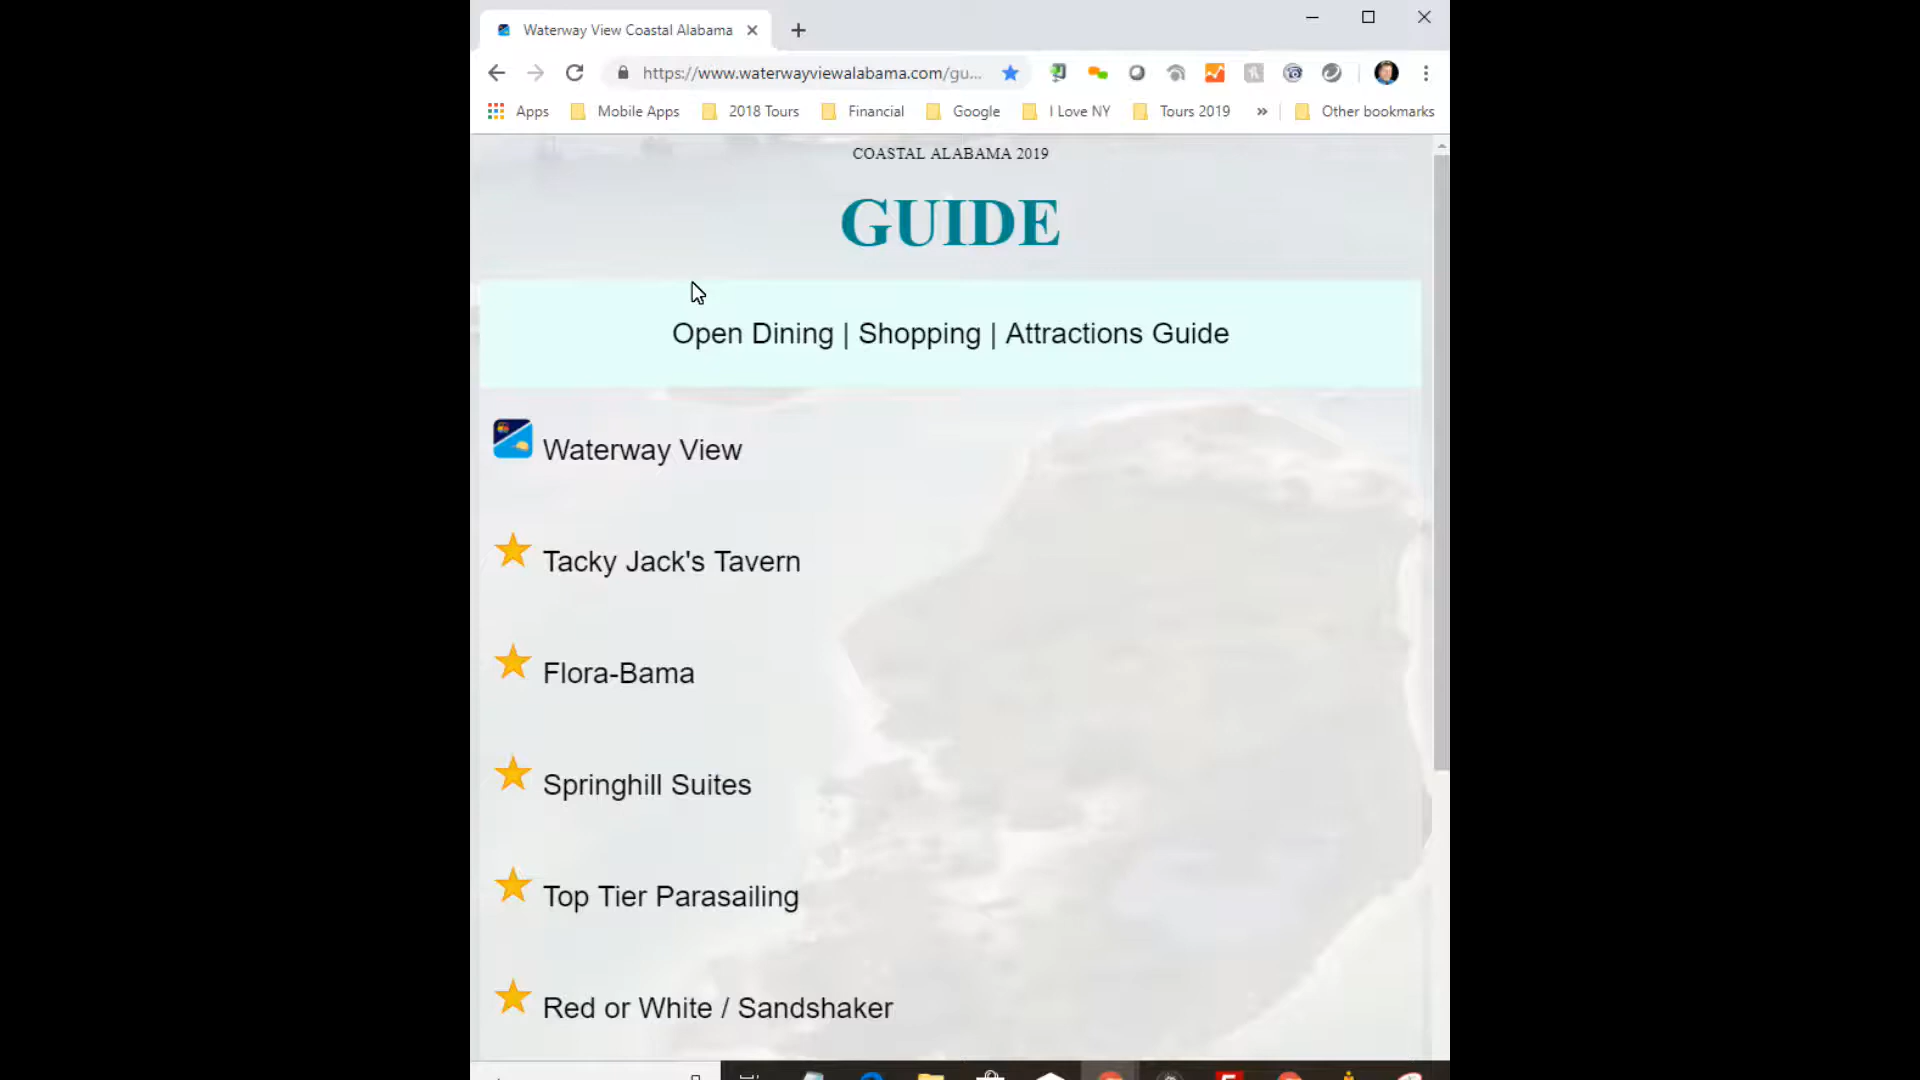 Waterway View Coastal Alabama
https://www.waterwayviewalabama.com/gu...
Apps Mobile Apps 2018 Tours Financial Google I Love NY Tours 2019 » Other bookmarks
COASTAL ALABAMA 2019
GUIDE
Open Dining | Shopping | Attractions Guide
Waterway View
Tacky Jack's Tavern
Flora-Bama
Springhill Suites
Top Tier Parasailing
Red or White / Sandshaker